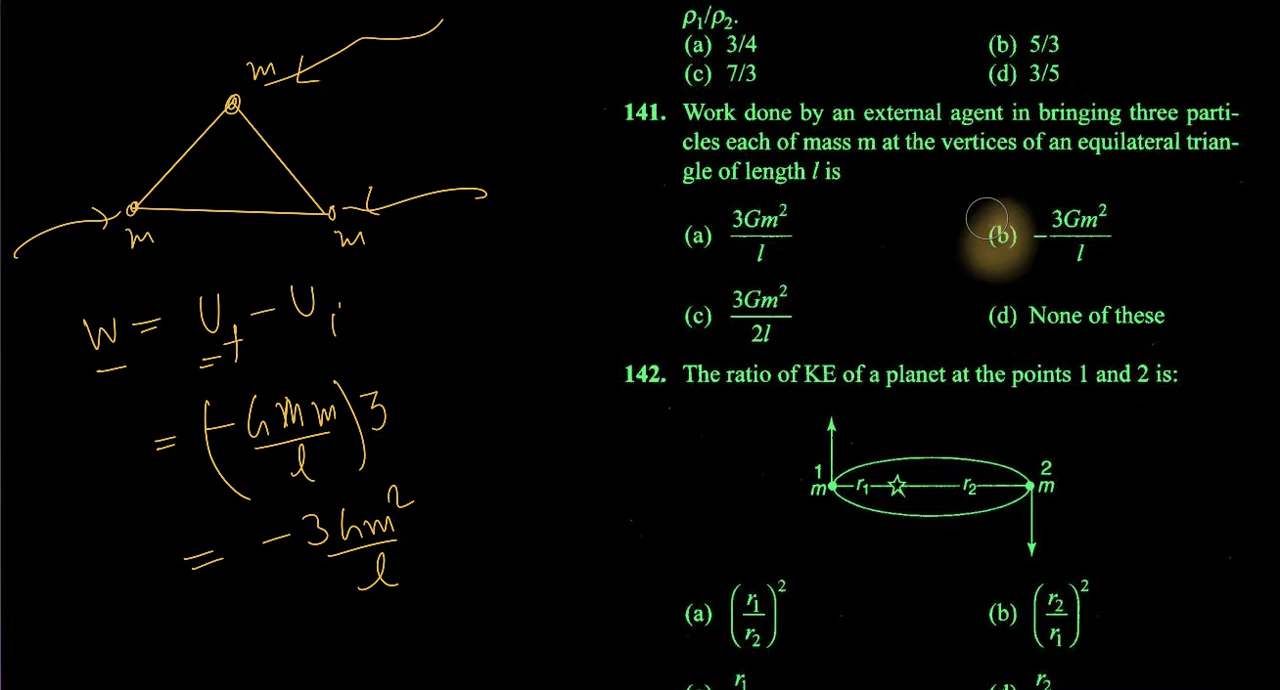 m
m
m
W = Uf - Ui
= (- Gmm/l) 3
= - 3Gm²/l
ρ₁/ρ₂.
(a) 3/4 (b) 5/3
(c) 7/3 (d) 3/5
141. Work done by an external agent in bringing three parti-
cles each of mass m at the vertices of an equilateral trian-
gle of length l is
(a) 3Gm²/l (b) - 3Gm²/l
(c) 3Gm²/2l (d) None of these
142. The ratio of KE of a planet at the points 1 and 2 is:
1 2
m r₁ r₂ m
(a) (r₁/r₂)² (b) (r₂/r₁)²
r₁ r₂